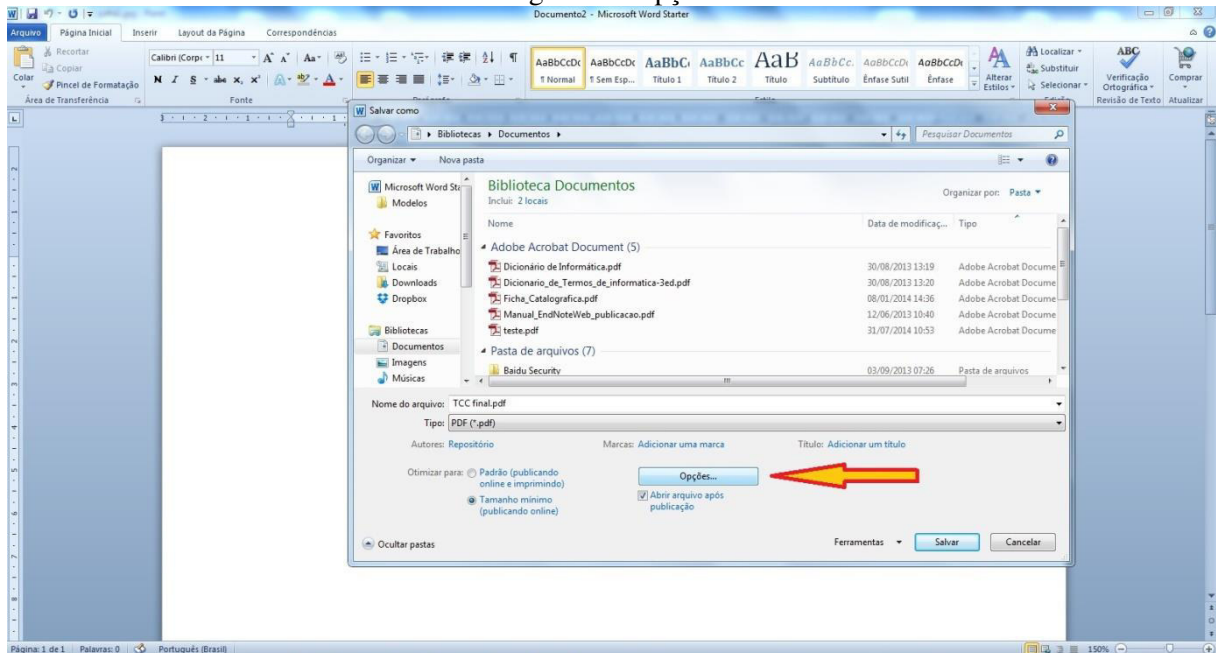 Documento2 - Microsoft Word Starter
Arquivo Página Inicial Inserir Layout da Página Correspondências
Colar
Recortar
Copiar
Pincel de Formatação
Área de Transferência
Calibri (Corpo 11
N I S abc x, x²
Fonte
AaBbCcDc AaBbCcDc AaBbC AaBbCc AaB AaBbCc. AaBbCcDi AaBbCcDc
¶ Normal ¶ Sem Esp... Título 1 Título 2 Título Subtítulo Ênfase Sutil Ênfase
Alterar Estilos
Localizar
Substituir
Selecionar
ABC
Verificação Ortográfica
Revisão de Texto
Comprar
Atualizar
Salvar como
Bibliotecas Documentos
Pesquisar Documentos
Organizar Nova pasta
Microsoft Word Sta
Modelos
Favoritos
Área de Trabalho
Locais
Downloads
Dropbox
Bibliotecas
Documentos
Imagens
Músicas
Biblioteca Documentos
Inclui: 2 locais
Organizar por: Pasta
Nome Data de modificaç... Tipo
Adobe Acrobat Document (5)
Dicionário de Informática.pdf 30/08/2013 13:19 Adobe Acrobat Docume
Dicionario_de_Termos_de_informatica-3ed.pdf 30/08/2013 13:20 Adobe Acrobat Docume
Ficha_Catalografica.pdf 08/01/2014 14:36 Adobe Acrobat Docume
Manual_EndNoteWeb_publicacao.pdf 12/06/2013 10:40 Adobe Acrobat Docume
teste.pdf 31/07/2014 10:53 Adobe Acrobat Docume
Pasta de arquivos (7)
Baidu Security 03/09/2013 07:26 Pasta de arquivos
Nome do arquivo: TCC final.pdf
Tipo: PDF (*.pdf)
Autores: Repositório Marcas: Adicionar uma marca Título: Adicionar um título
Otimizar para: Padrão (publicando online e imprimindo)
Tamanho mínimo (publicando online)
Opções...
Abrir arquivo após publicação
Ocultar pastas Ferramentas Salvar Cancelar
Página: 1 de 1 Palavras: 0 Português (Brasil) 150%